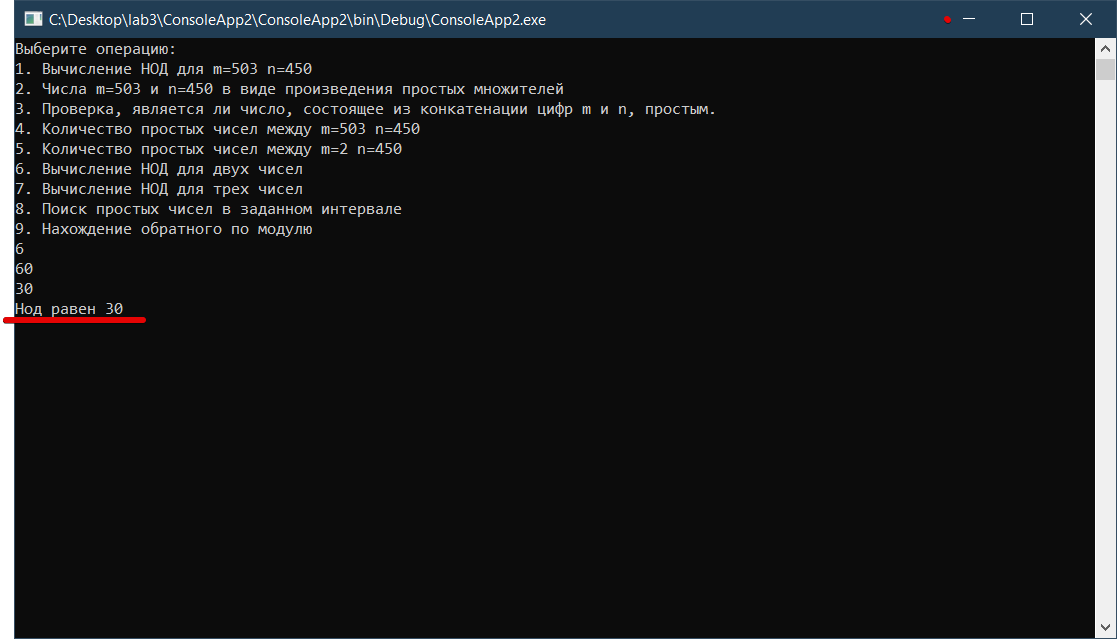 C:\Desktop\lab3\ConsoleApp2\ConsoleApp2\bin\Debug\ConsoleApp2.exe
Выберите операцию:
1. Вычисление НОД для m=503 n=450
2. Числа m=503 и n=450 в виде произведения простых множителей
3. Проверка, является ли число, состоящее из конкатенации цифр m и n, простым.
4. Количество простых чисел между m=503 n=450
5. Количество простых чисел между m=2 n=450
6. Вычисление НОД для двух чисел
7. Вычисление НОД для трех чисел
8. Поиск простых чисел в заданном интервале
9. Нахождение обратного по модулю
6
60
30
Нод равен 30